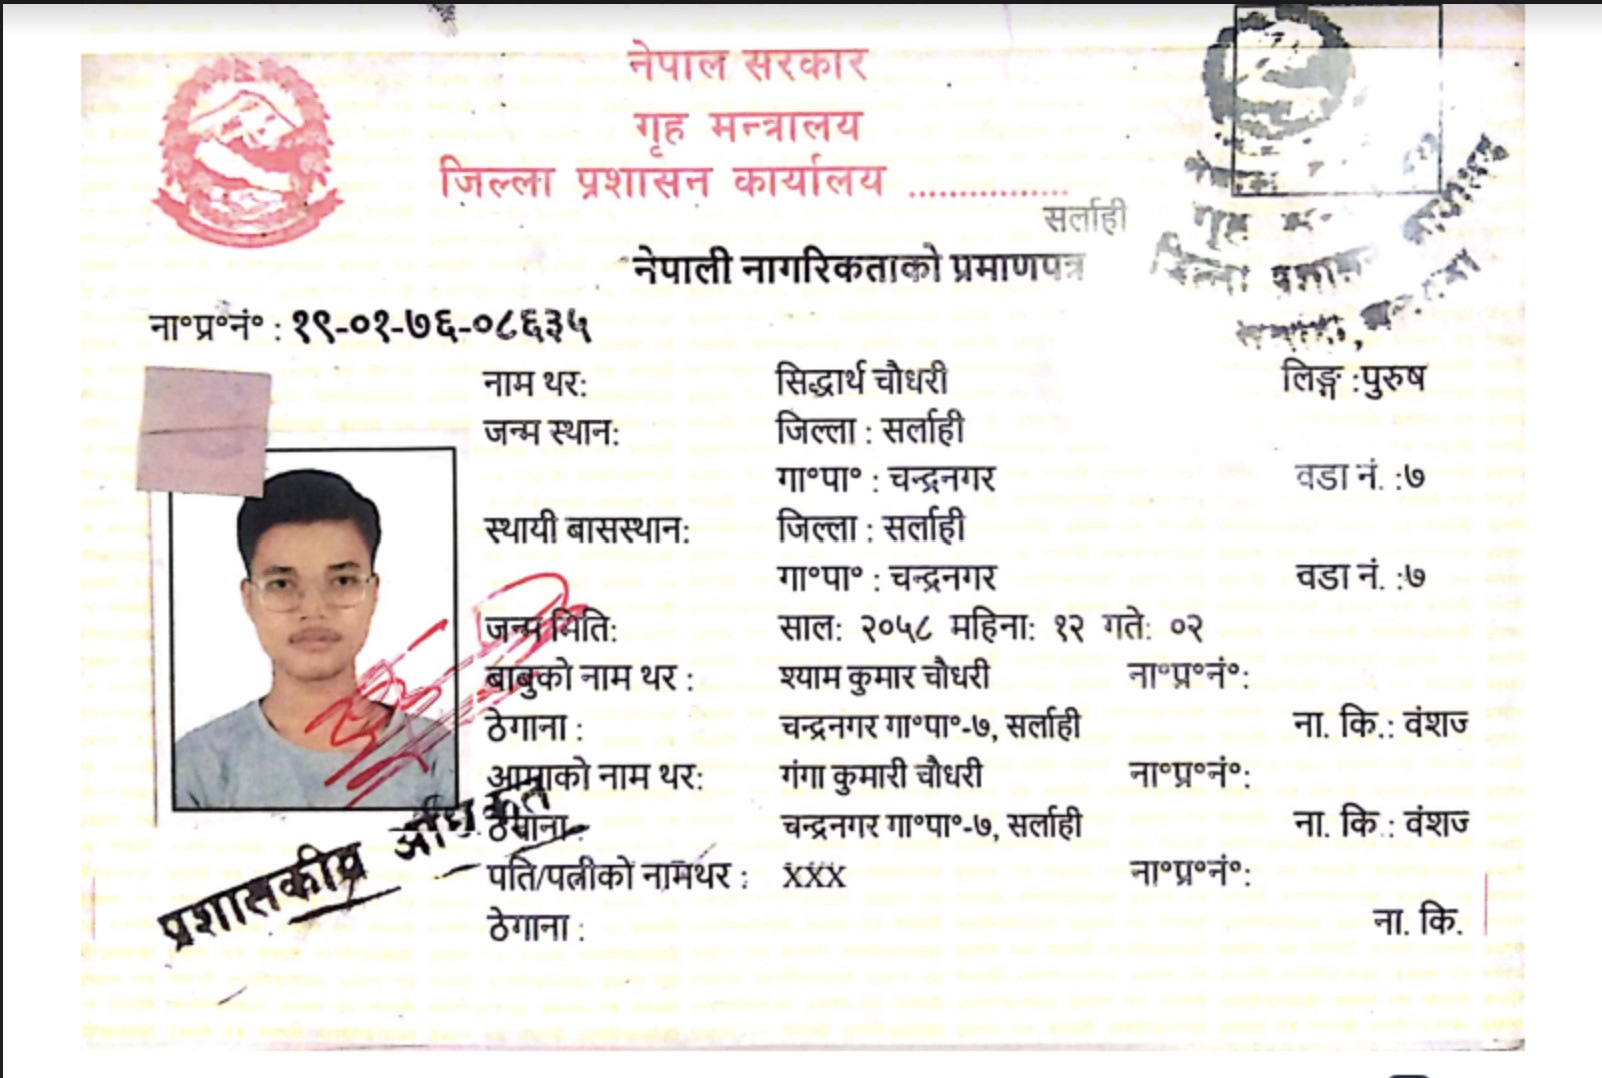 नेपाल सरकार
गृह मन्त्रालय
जिल्ला प्रशासन कार्यालय ................
सर्लाही
नेपाली नागरिकताको प्रमाणपत्र
ना॰प्र॰नं॰ : १९-०१-७६-०८६३५
नाम थर: सिद्धार्थ चौधरी लिङ्ग :पुरुष
जन्म स्थान: जिल्ला : सर्लाही
गा॰पा॰ : चन्द्रनगर वडा नं. :७
स्थायी बासस्थान: जिल्ला : सर्लाही
गा॰पा॰ : चन्द्रनगर वडा नं. :७
जन्म मिति: साल: २०५८ महिना: १२ गते: ०२
बाबुको नाम थर : श्याम कुमार चौधरी ना॰प्र॰नं॰:
ठेगाना : चन्द्रनगर गा॰पा॰-७, सर्लाही ना. कि.: वंशज
आमाको नाम थर: गंगा कुमारी चौधरी ना॰प्र॰नं॰:
ठेगाना : चन्द्रनगर गा॰पा॰-७, सर्लाही ना. कि.: वंशज
पति/पत्नीको नामथर : XXX ना॰प्र॰नं॰:
ठेगाना : ना. कि.
प्रशासकीय अधिकृत
गृह
जिल्ला प्रशासन